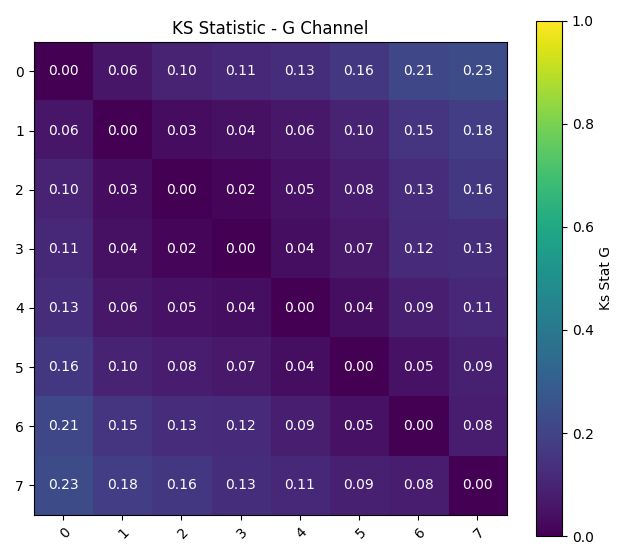 KS Statistic - G Channel
0 0.00 0.06 0.10 0.11 0.13 0.16 0.21 0.23
1 0.06 0.00 0.03 0.04 0.06 0.10 0.15 0.18
2 0.10 0.03 0.00 0.02 0.05 0.08 0.13 0.16
3 0.11 0.04 0.02 0.00 0.04 0.07 0.12 0.13
4 0.13 0.06 0.05 0.04 0.00 0.04 0.09 0.11
5 0.16 0.10 0.08 0.07 0.04 0.00 0.05 0.09
6 0.21 0.15 0.13 0.12 0.09 0.05 0.00 0.08
7 0.23 0.18 0.16 0.13 0.11 0.09 0.08 0.00
0 1 2 3 4 5 6 7
1.0
0.8
0.6
0.4
0.2
0.0
Ks Stat G